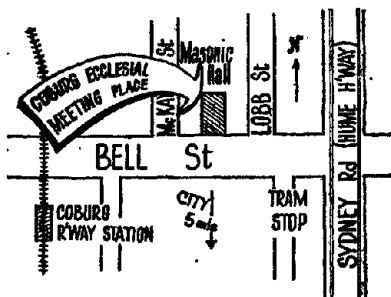 COBURG ECCLESIAL
MEETING PLACE
McKAY St
Masonic
Hall
LOBB St
N
SYDNEY Rd (HUME H'WAY)
BELL St
COBURG
R'WAY STATION
CITY
5 mls
TRAM
STOP